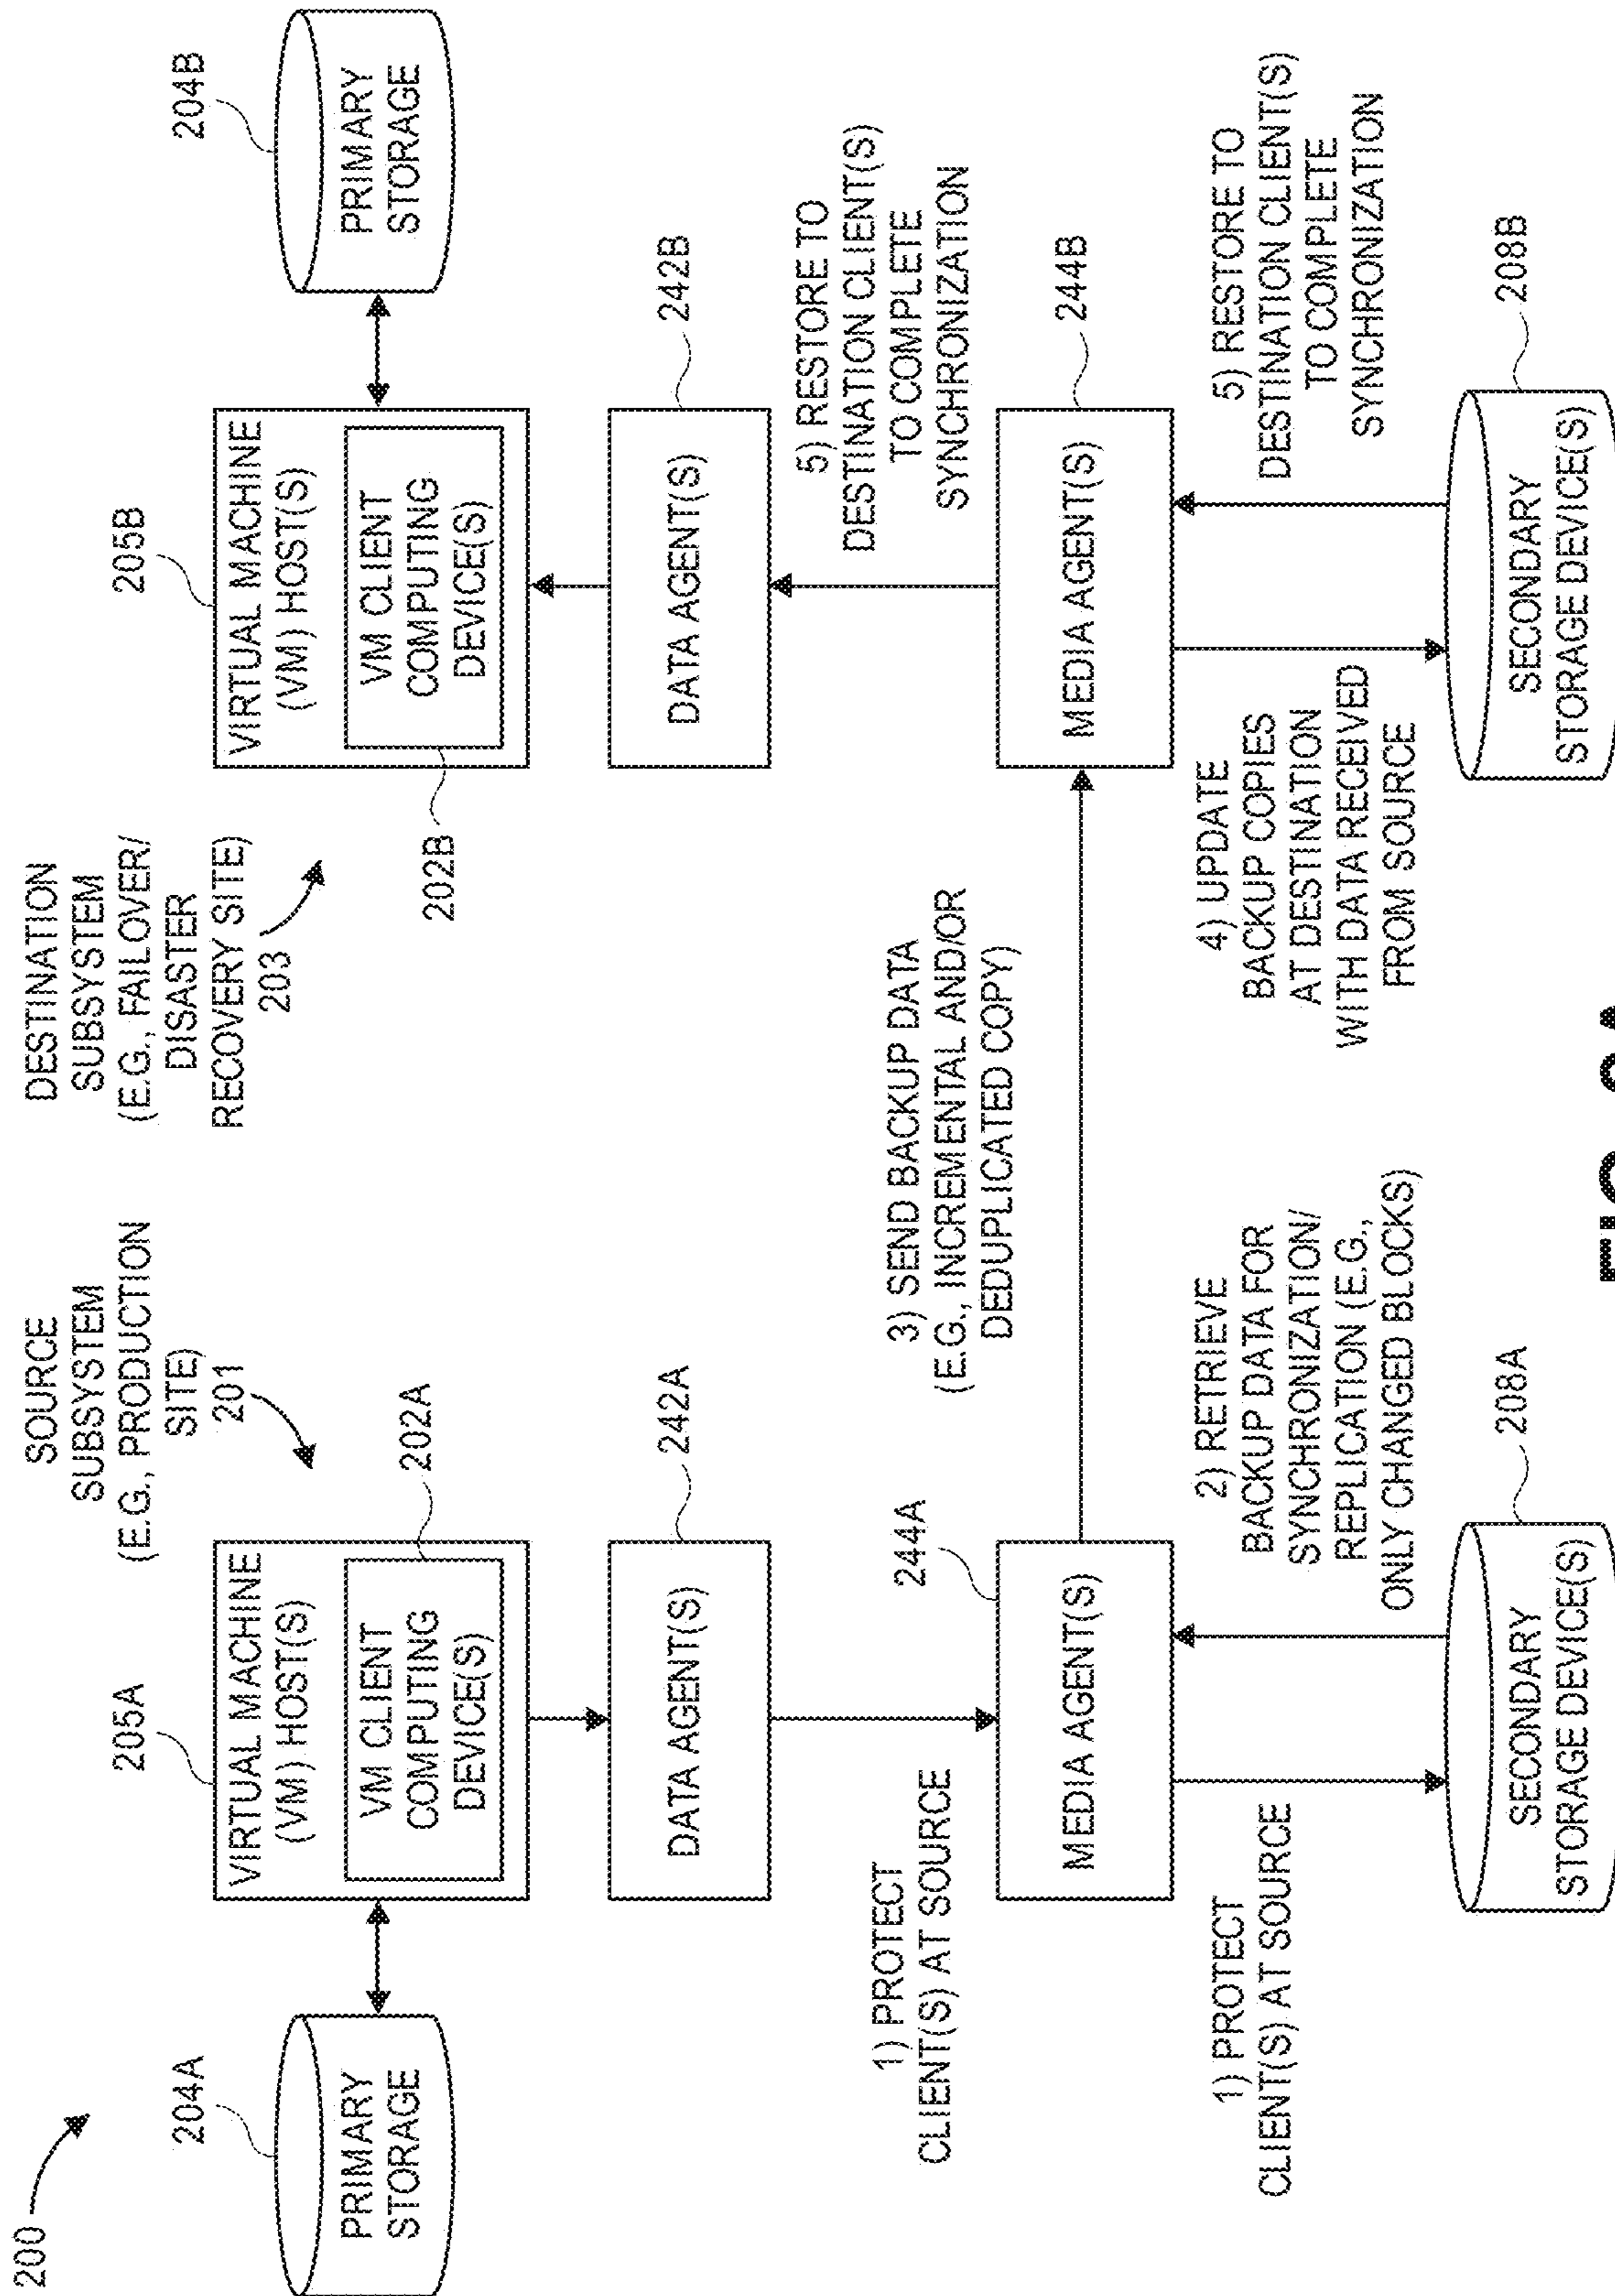 200
SOURCE
SUBSYSTEM
(E.G., PRODUCTION
SITE)
201
DESTINATION
SUBSYSTEM
(E.G., FAILOVER/
DISASTER
RECOVERY SITE)
203
204A
PRIMARY
STORAGE
205A
VIRTUAL MACHINE
(VM) HOST(S)
VM CLIENT
COMPUTING
DEVICE(S)
202A
205B
VIRTUAL MACHINE
(VM) HOST(S)
VM CLIENT
COMPUTING
DEVICE(S)
202B
204B
PRIMARY
STORAGE
DATA AGENT(S)
242A
DATA AGENT(S)
242B
1) PROTECT
CLIENT(S) AT SOURCE
3) SEND BACKUP DATA
(E.G., INCREMENTAL AND/OR
DEDUPLICATED COPY)
5) RESTORE TO
DESTINATION CLIENT(S)
TO COMPLETE
SYNCHRONIZATION
244A
MEDIA AGENT(S)
MEDIA AGENT(S)
244B
1) PROTECT
CLIENT(S) AT SOURCE
2) RETRIEVE
BACKUP DATA FOR
SYNCHRONIZATION/
REPLICATION (E.G.,
ONLY CHANGED BLOCKS)
4) UPDATE
BACKUP COPIES
AT DESTINATION
WITH DATA RECEIVED
FROM SOURCE
5) RESTORE TO
DESTINATION CLIENT(S)
TO COMPLETE
SYNCHRONIZATION
SECONDARY
STORAGE DEVICE(S)
208A
SECONDARY
STORAGE DEVICE(S)
208B